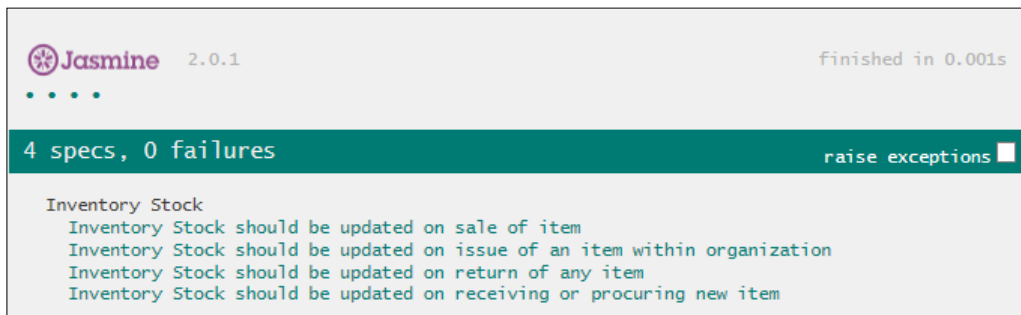 Jasmine 2.0.1 finished in 0.001s
4 specs, 0 failures raise exceptions
Inventory Stock
Inventory Stock should be updated on sale of item
Inventory Stock should be updated on issue of an item within organization
Inventory Stock should be updated on return of any item
Inventory Stock should be updated on receiving or procuring new item